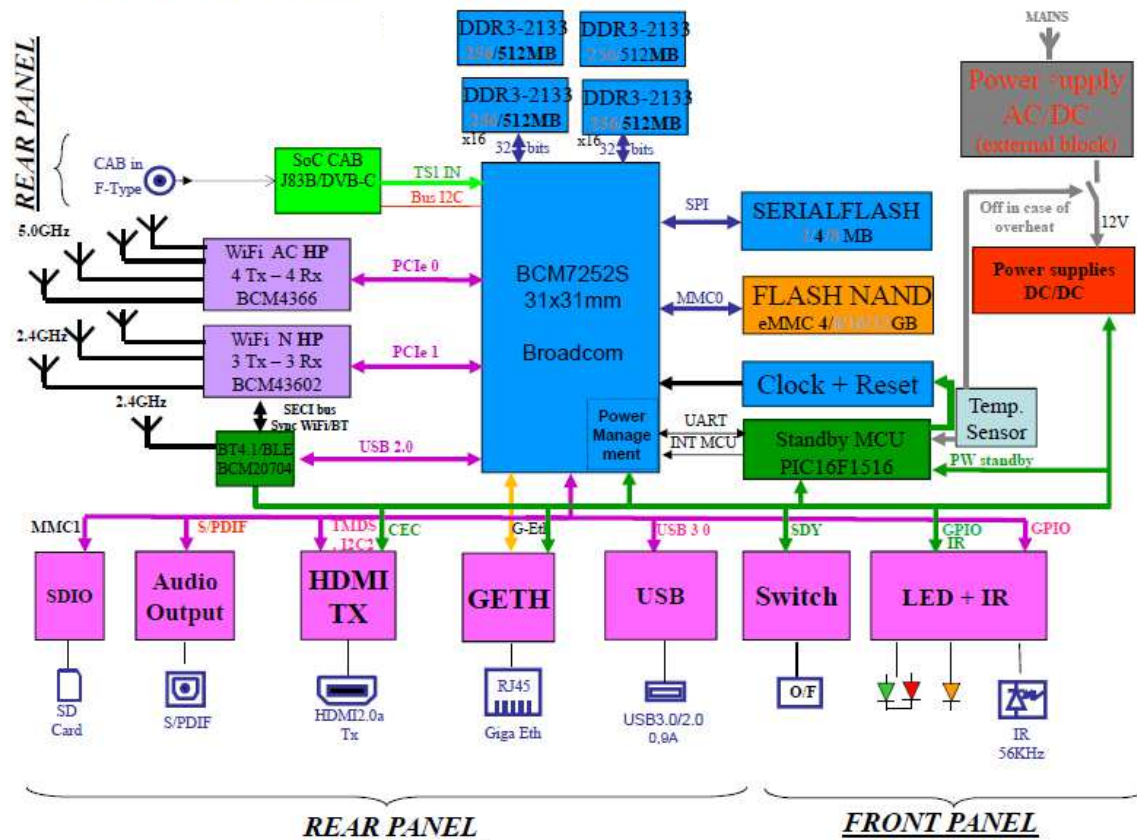 REAR PANEL
CAB in
F-Type
SoC CAB
J83B/DVB-C
TS1 IN
Bus I2C
DDR3-2133
256/512MB
DDR3-2133
256/512MB
DDR3-2133
256/512MB
DDR3-2133
256/512MB
x16
32 bits
x16
32 bits
MAINS
Power supply
AC/DC
(external block)
Off in case of
overheat
12V
Power supplies
DC/DC
5.0GHz
WiFi AC HP
4 Tx – 4 Rx
BCM4366
PCIe 0
2.4GHz
WiFi N HP
3 Tx – 3 Rx
BCM43602
PCIe 1
2.4GHz
SECI bus
Sync WiFi/BT
BT4.1/BLE
BCM20704
USB 2.0
BCM7252S
31x31mm
Broadcom
Power
Manage
ment
SPI
SERIALFLASH
/4/ MB
MMC0
FLASH NAND
eMMC 4/ GB
Clock + Reset
UART
INT MCU
Standby MCU
PIC16F1516
Temp.
Sensor
PW standby
MMC1
S/PDIF
TMDS
, I2C2
CEC
G-Eth
USB 3 0
SDY
GPIO
IR
GPIO
SDIO
Audio
Output
HDMI
TX
GETH
USB
Switch
LED + IR
SD
Card
S/PDIF
HDMI2.0a
Tx
RJ45
Giga Eth
USB3.0/2.0
0,9A
O/F
IR
56KHz
REAR PANEL
FRONT PANEL